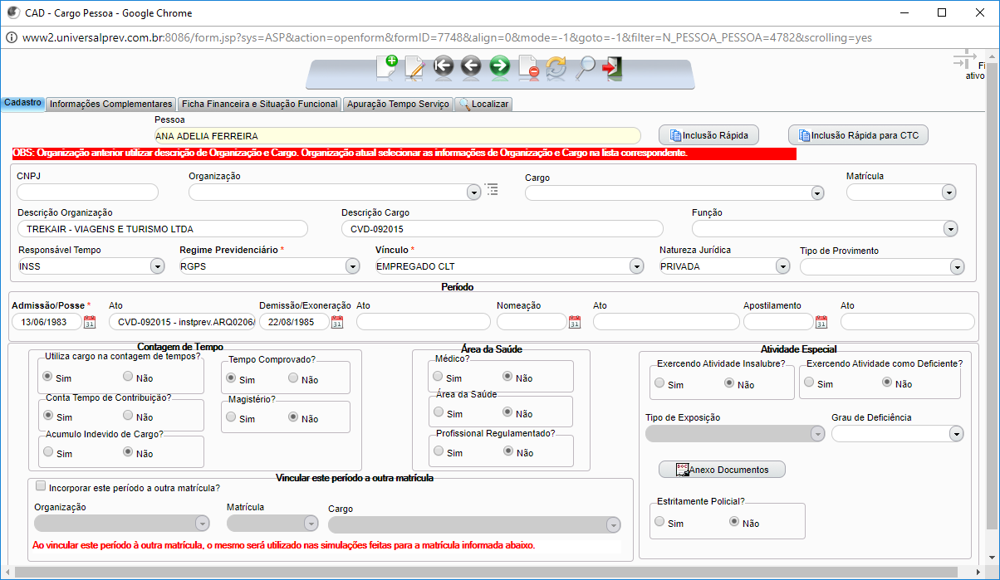 CAD - Cargo Pessoa - Google Chrome
www2.universalprev.com.br:8086/form.jsp?sys=ASP&action=openform&formID=7748&align=0&mode=-1&goto=-1&filter=N_PESSOA_PESSOA=4782&scrolling=yes
Fi
ativo
Cadastro Informações Complementares Ficha Financeira e Situação Funcional Apuração Tempo Serviço Localizar
Pessoa
ANA ADELIA FERREIRA Inclusão Rápida Inclusão Rápida para CTC
OBS: Organização anterior utilizar descrição de Organização e Cargo. Organização atual selecionar as informações de Organização e Cargo na lista correspondente.
CNPJ Organização Cargo Matrícula
Descrição Organização Descrição Cargo Função
TREKAIR - VIAGENS E TURISMO LTDA CVD-092015
Responsável Tempo Regime Previdenciário * Vínculo * Natureza Jurídica Tipo de Provimento
INSS RGPS EMPREGADO CLT PRIVADA
Período
Admissão/Posse * Ato Demissão/Exoneração Ato Nomeação Ato Apostilamento Ato
13/06/1983 31 CVD-092015 - instprev.ARQ0206/ 22/08/1985 31 31 31
Contagem de Tempo
Utiliza cargo na contagem de tempos?
Sim Não
Tempo Comprovado?
Sim Não
Conta Tempo de Contribuição?
Sim Não
Magistério?
Sim Não
Acumulo Indevido de Cargo?
Sim Não
Área da Saúde
Médico?
Sim Não
Área da Saúde
Sim Não
Profissional Regulamentado?
Sim Não
Atividade Especial
Exercendo Atividade Insalubre? Exercendo Atividade como Deficiente?
Sim Não Sim Não
Tipo de Exposição Grau de Deficiência
DOC Anexo Documentos
Estritamente Policial?
Sim Não
Vincular este período a outra matrícula
Incorporar este período a outra matrícula?
Organização Matrícula Cargo
Ao vincular este período à outra matrícula, o mesmo será utilizado nas simulações feitas para a matrícula informada abaixo.